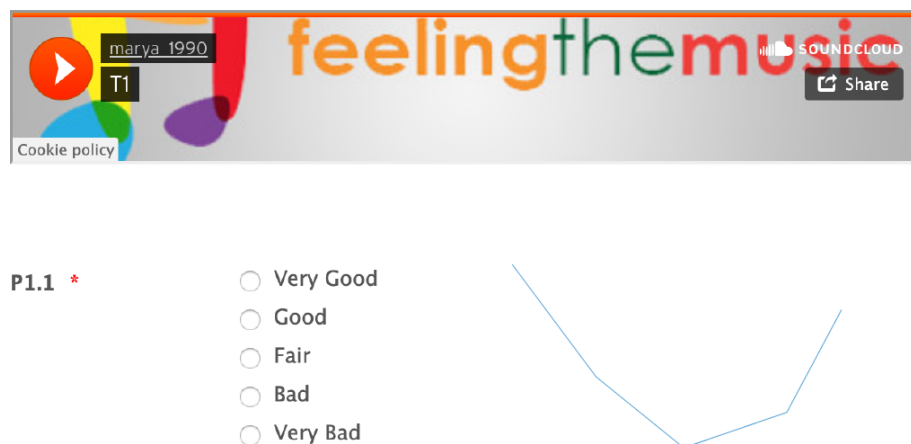 feelingthemusic
marya_1990
SOUNDCLOUD
T1
Share
Cookie policy
P1.1 *
Very Good
Good
Fair
Bad
Very Bad